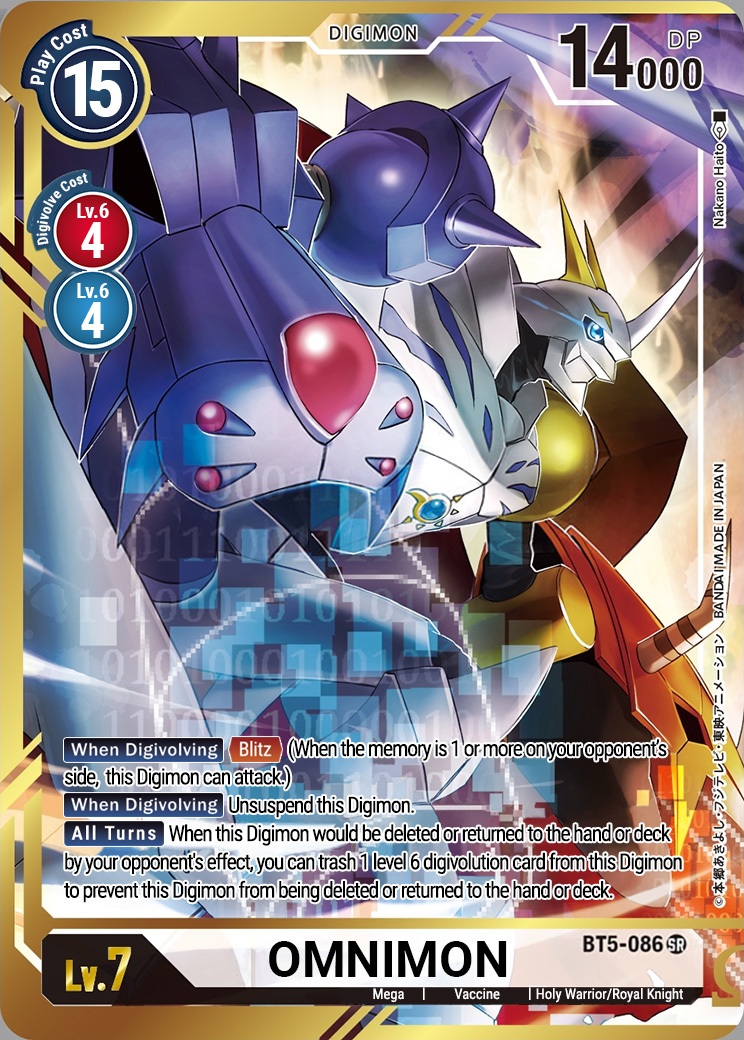 DIGIMON
Play Cost
15
DP
14000
Digivolve Cost
Lv.6
4
Lv.6
4
Nakano Haito
When Digivolving Blitz (When the memory is 1 or more on your opponent's
side, this Digimon can attack.)
When Digivolving Unsuspend this Digimon.
All Turns When this Digimon would be deleted or returned to the hand or deck
by your opponent's effect, you can trash 1 level 6 digivolution card from this Digimon
to prevent this Digimon from being deleted or returned to the hand or deck.
©本郷あきよし・フジテレビ・東映アニメーション BANDAI | MADE IN JAPAN
Lv.7
OMNIMON
BT5-086 SR
Mega | Vaccine | Holy Warrior/Royal Knight